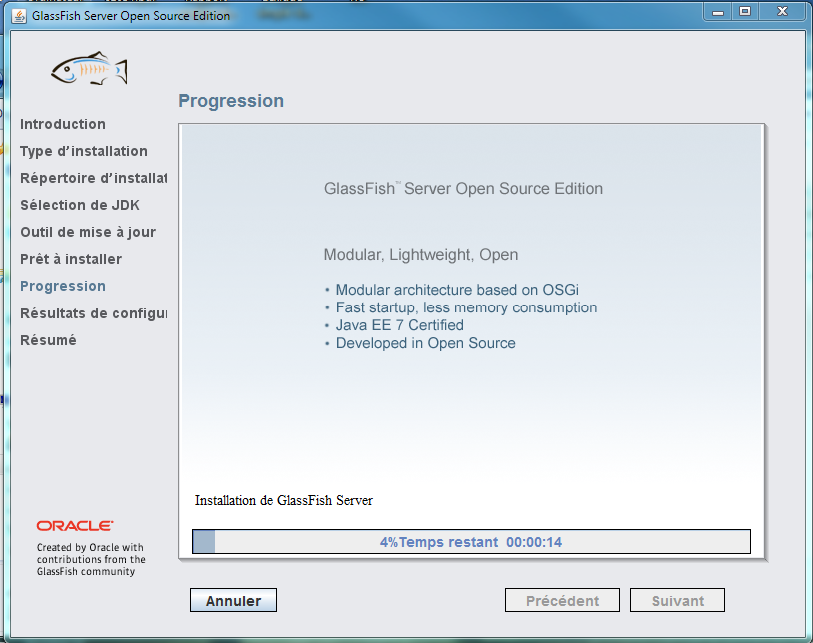 GlassFish Server Open Source Edition
Progression
Introduction
Type d’installation
Répertoire d’installat
Sélection de JDK
Outil de mise à jour
Prêt à installer
Progression
Résultats de configu
Résumé
GlassFish™ Server Open Source Edition
Modular, Lightweight, Open
• Modular architecture based on OSGi
• Fast startup, less memory consumption
• Java EE 7 Certified
• Developed in Open Source
Installation de GlassFish Server
4%Temps restant 00:00:14
ORACLE®
Created by Oracle with
contributions from the
GlassFish community
Annuler
Précédent
Suivant